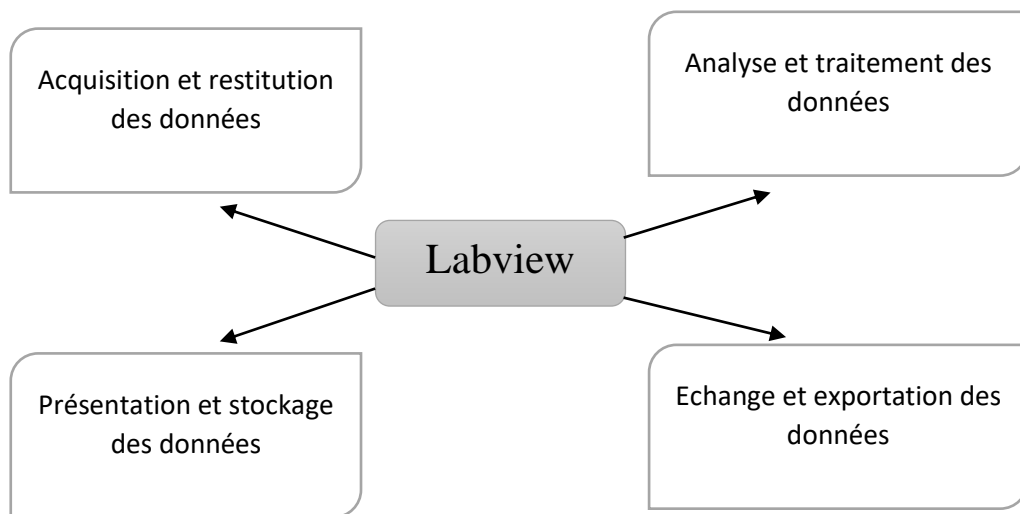 Acquisition et restitution
des données
Analyse et traitement des
données
Labview
Présentation et stockage
des données
Echange et exportation des
données